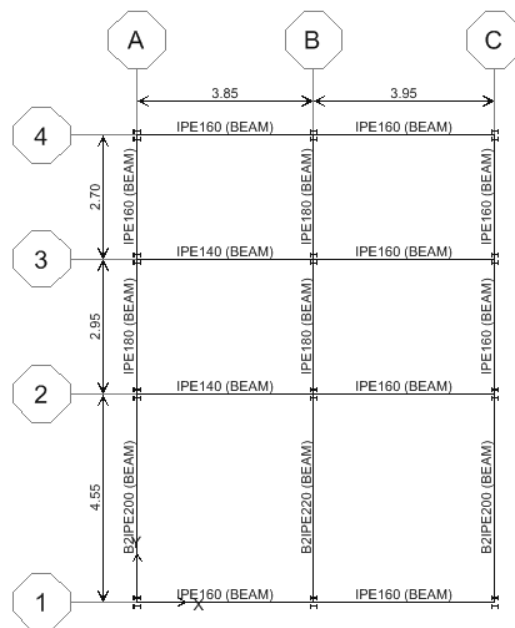 A B C
3.85 3.95
4 IPE160 (BEAM) IPE160 (BEAM)
2.70 IPE160 (BEAM) IPE180 (BEAM) IPE160 (BEAM)
3 IPE140 (BEAM) IPE160 (BEAM)
2.95 IPE180 (BEAM) IPE180 (BEAM) IPE160 (BEAM)
2 IPE140 (BEAM) IPE160 (BEAM)
4.55 B2IPE200 (BEAM) B2IPE220 (BEAM) B2IPE200 (BEAM)
Y
1 X IPE160 (BEAM) IPE160 (BEAM)